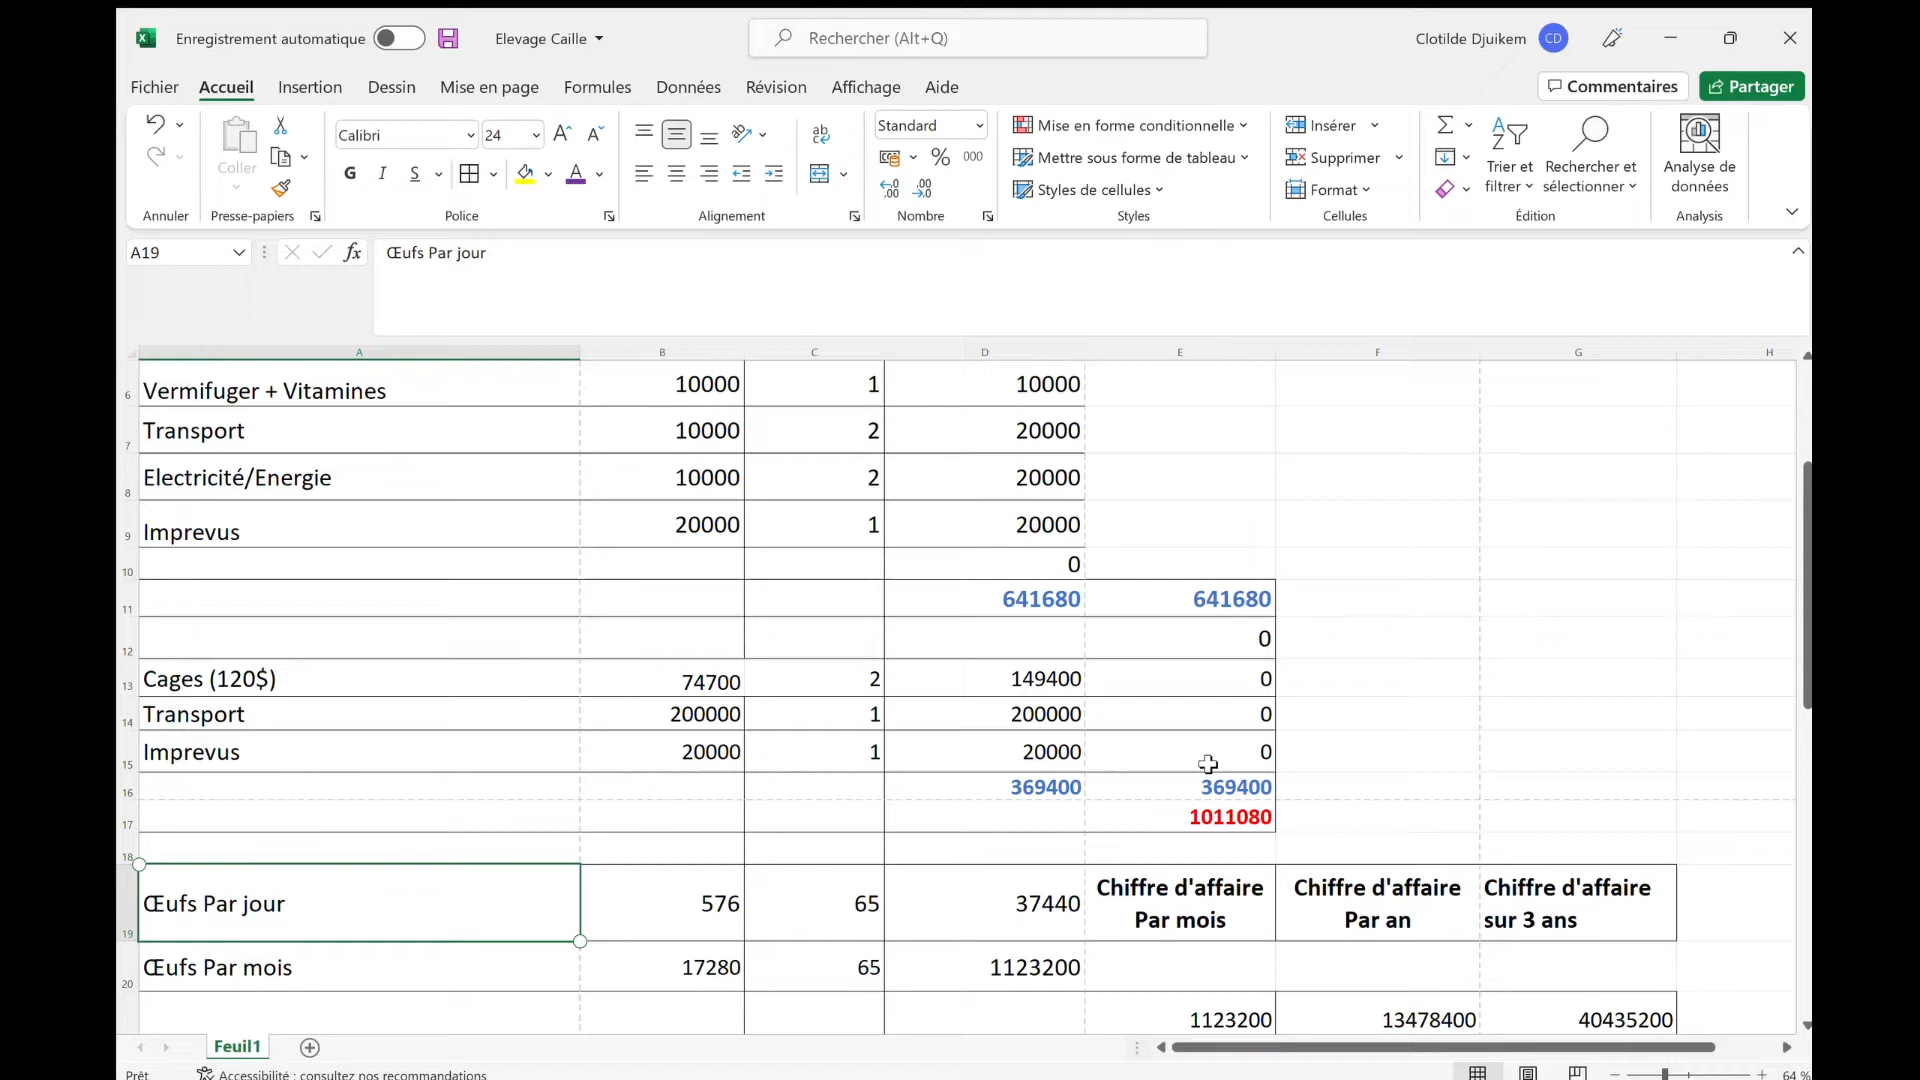 Enregistrement automatique Elevage Caille Rechercher (Alt+Q) Clotilde Djuikem CD
Fichier Accueil Insertion Dessin Mise en page Formules Données Révision Affichage Aide Commentaires Partager
Coller Calibri 24 ab Standard Mise en forme conditionnelle Insérer Trier et filtrer Rechercher et sélectionner Analyse de données
G I S A % 000 Mettre sous forme de tableau Supprimer
Styles de cellules Format
Annuler Presse-papiers Police Alignement Nombre Styles Cellules Édition Analysis
A19 fx Œufs Par jour
A B C D E F G H
6 Vermifuger + Vitamines 10000 1 10000
7 Transport 10000 2 20000
8 Electricité/Energie 10000 2 20000
9 Imprevus 20000 1 20000
10 0
11 641680 641680
12 0
13 Cages (120$) 74700 2 149400 0
14 Transport 200000 1 200000 0
15 Imprevus 20000 1 20000 0
16 369400 369400
17 1011080
18
19 Œufs Par jour 576 65 37440 Chiffre d'affaire Par mois Chiffre d'affaire Par an Chiffre d'affaire sur 3 ans
20 Œufs Par mois 17280 65 1123200
1123200 13478400 40435200
Feuil1
Prêt Accessibilité : consultez nos recommandations 64 %